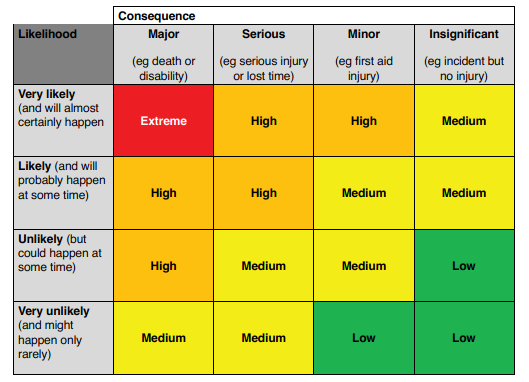 Consequence
Likelihood
Major
(eg death or
disability)
Serious
(eg serious injury
or lost time)
Minor
(eg first aid
injury)
Insignificant
(eg incident but
no injury)
Very likely
(and will almost
certainly happen
Extreme
High
High
Medium
Likely (and will
probably happen
at some time)
High
High
Medium
Medium
Unlikely (but
could happen at
some time)
High
Medium
Medium
Low
Very unlikely
(and might
happen only
rarely)
Medium
Medium
Low
Low